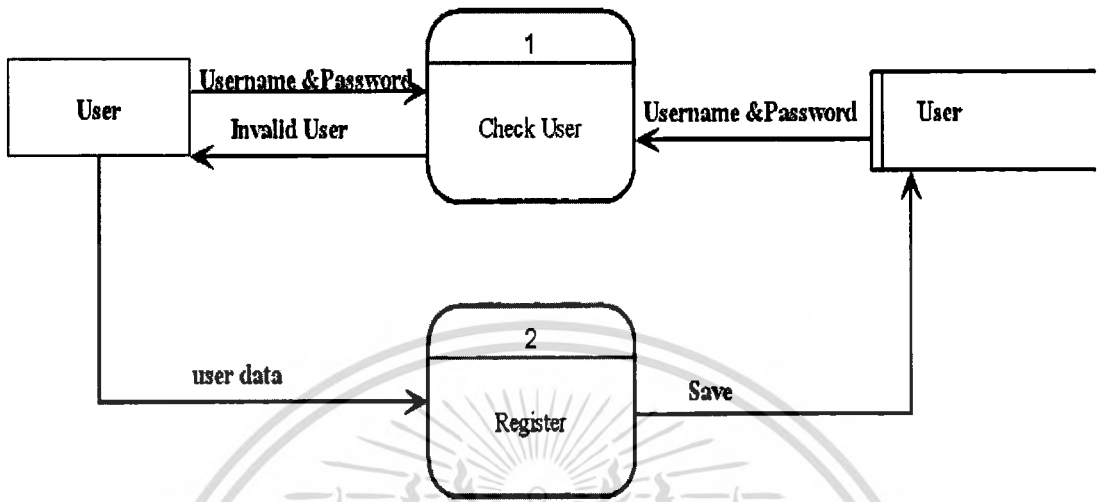 1
User
Username &Password
Invalid User
Check User
Username &Password
User
2
user data
Register
Save